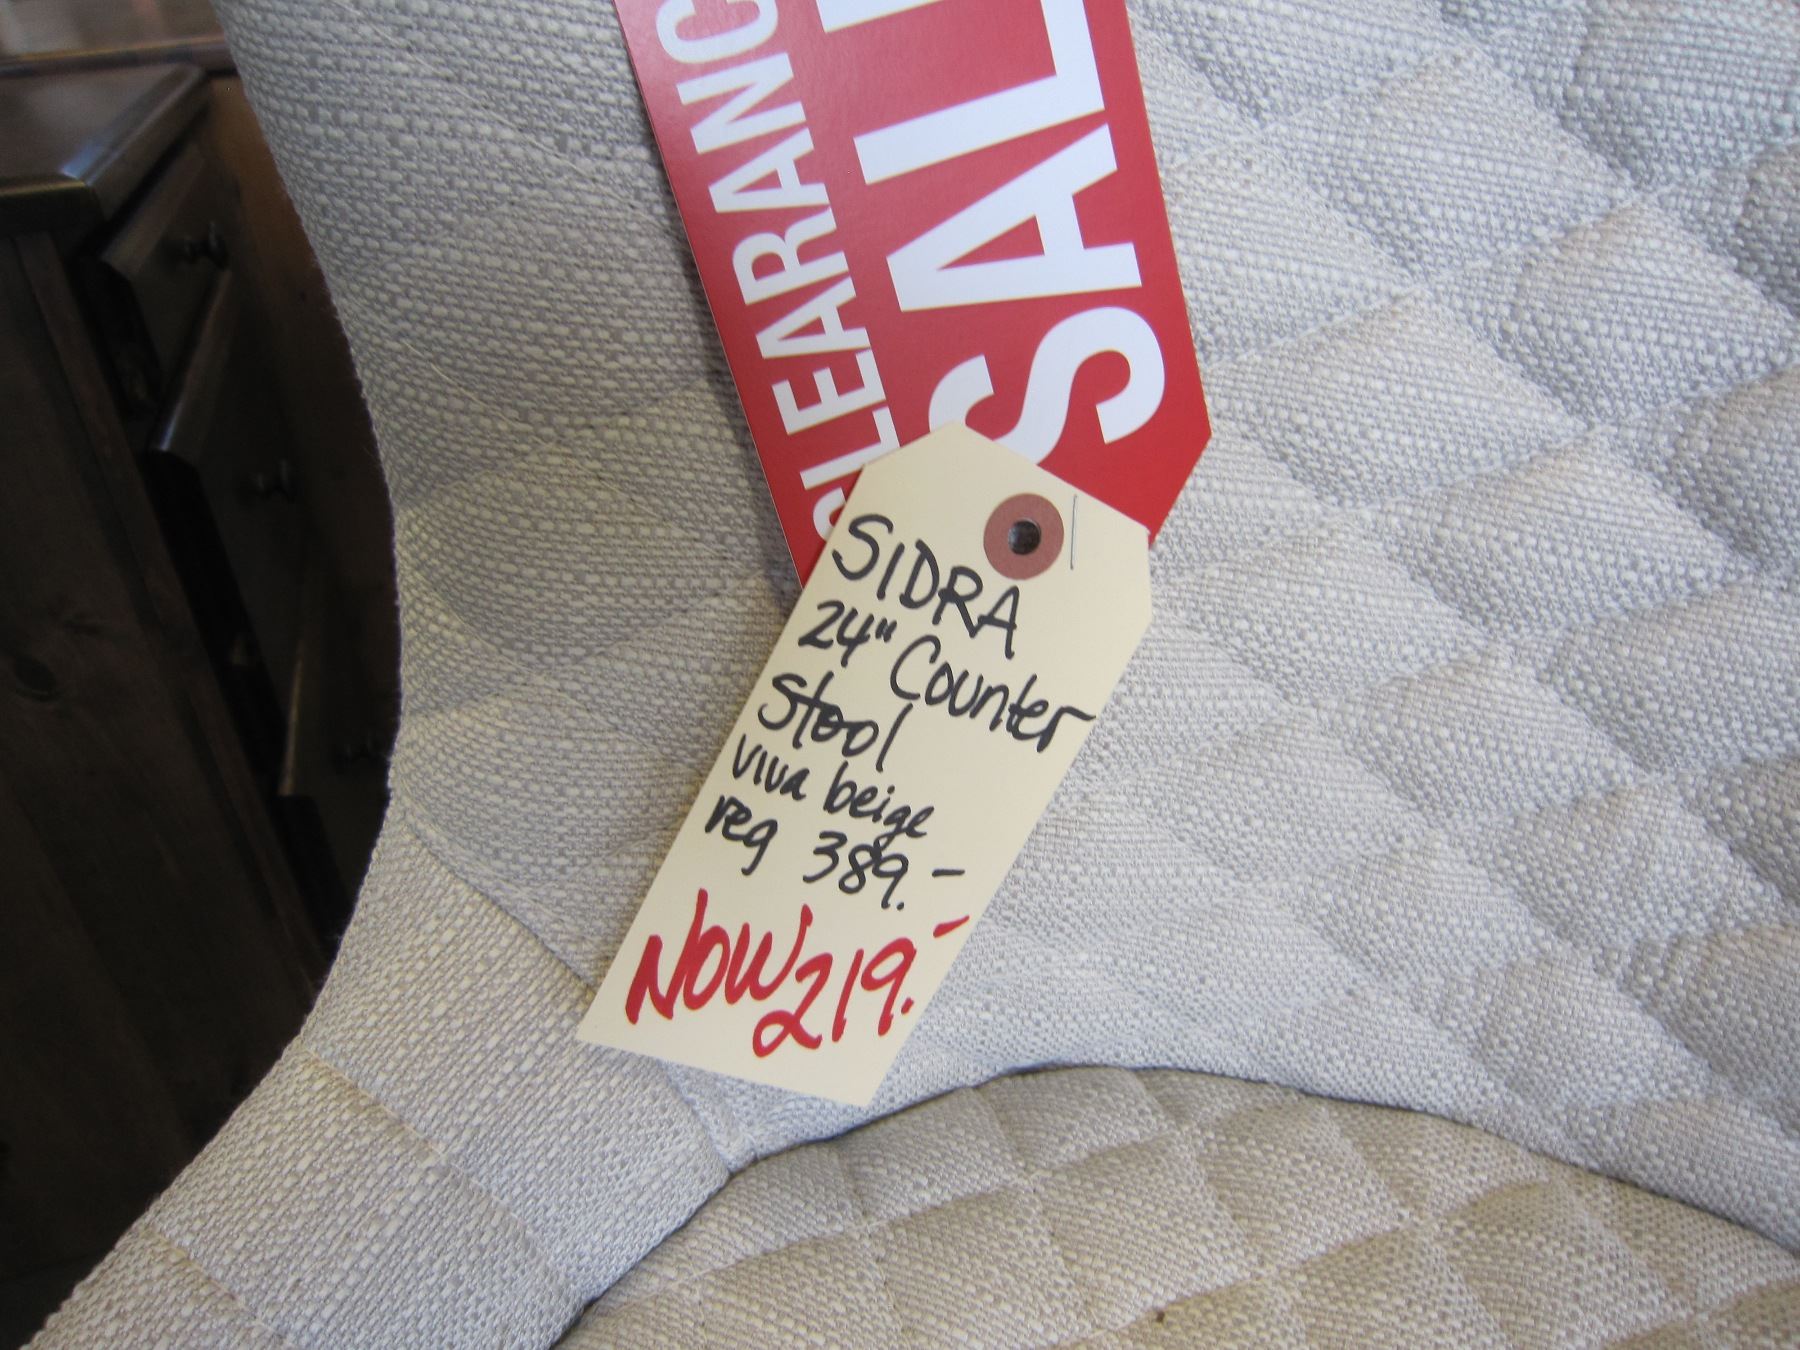 CLEARANC
SAL
SIDRA
24" Counter
Stool
viva beige
reg 389.-
NOW 219.-